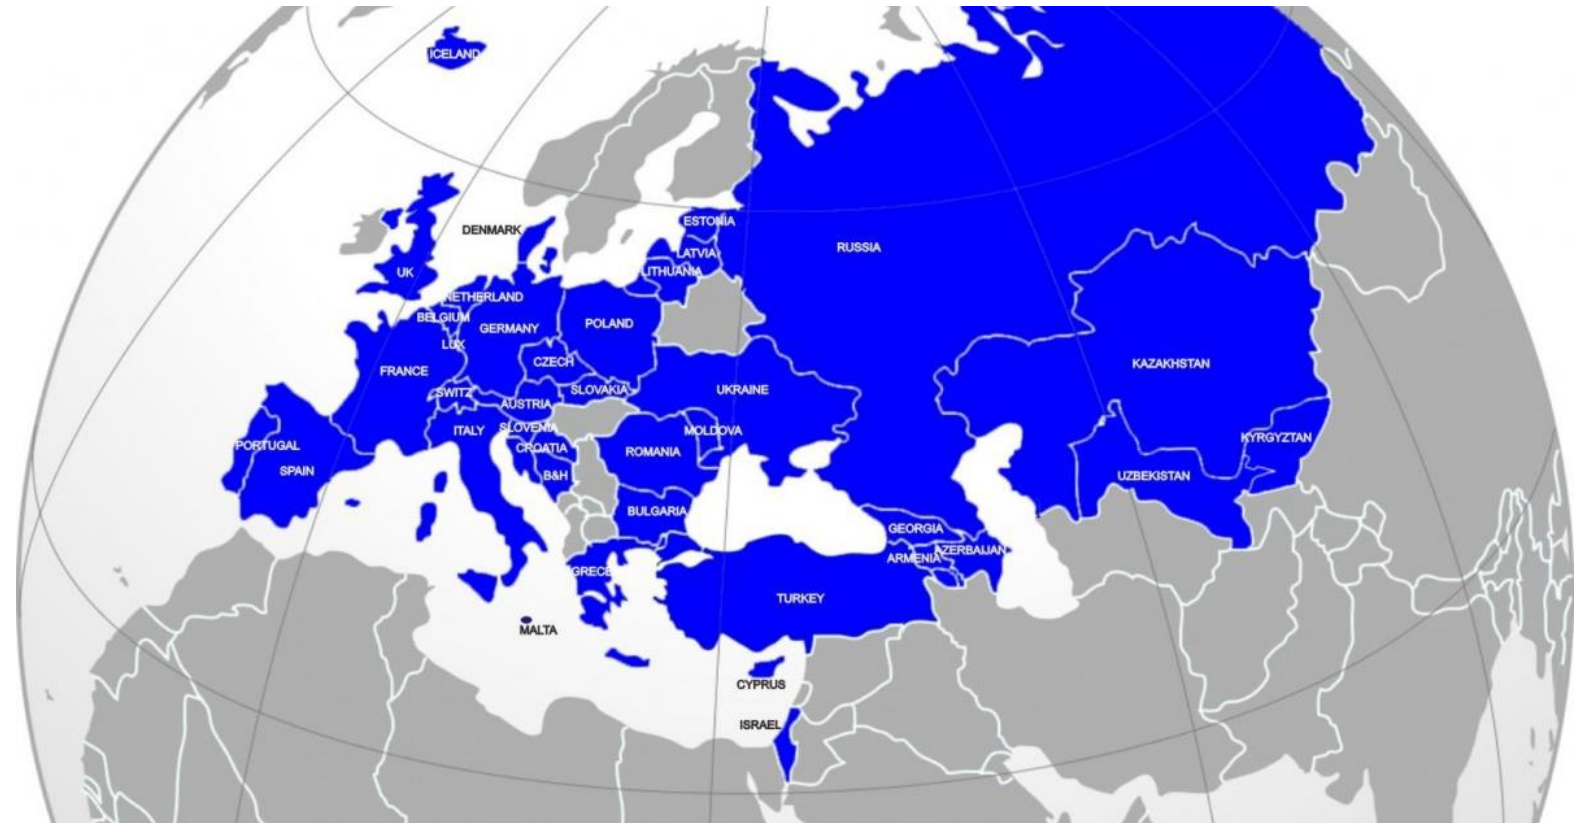 ICELAND
DENMARK
ESTONIA
RUSSIA
LATVIA
UK
LITHUANIA
NETHERLAND
BELGIUM
GERMANY
POLAND
LUX
CZECH
KAZAKHSTAN
FRANCE
SWITZ
SLOVAKIA
UKRAINE
AUSTRIA
SLOVENIA
ITALY
MOLDOVA
KYRGYZTAN
PORTUGAL
CROATIA
ROMANIA
SPAIN
B&H
UZBEKISTAN
BULGARIA
GEORGIA
AZERBAIJAN
ARMENIA
GRECE
TURKEY
MALTA
CYPRUS
ISRAEL